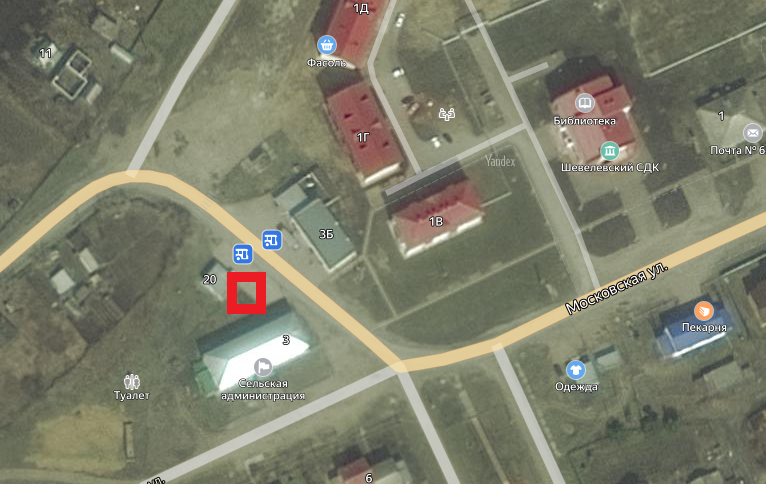 1Д
11
Фасоль
Библиотека
1
1Г
Почта № 6
Yandex
Шевелевский СДК
1В
3Б
20
Московская ул.
Пекарня
3
Сельская
администрация
Туалет
Одежда
6
ул.